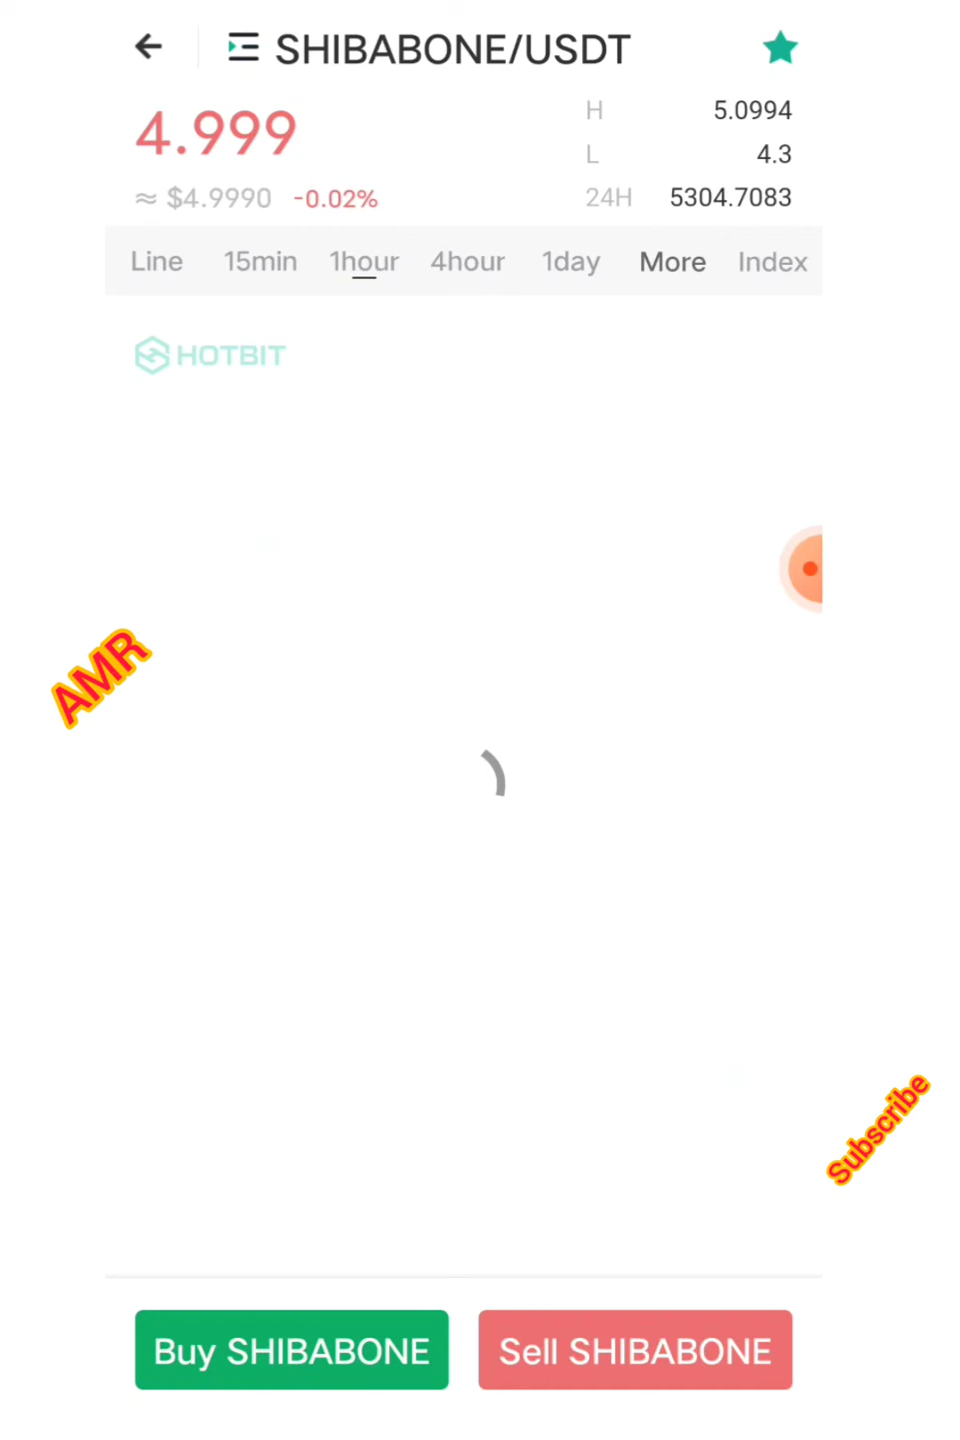 SHIBABONE/USDT
4.999
≈ $4.9990 -0.02%
H 5.0994
L 4.3
24H 5304.7083
Line 15min 1hour 4hour 1day More Index
HOTBIT
AMR
Subscribe
Buy SHIBABONE Sell SHIBABONE